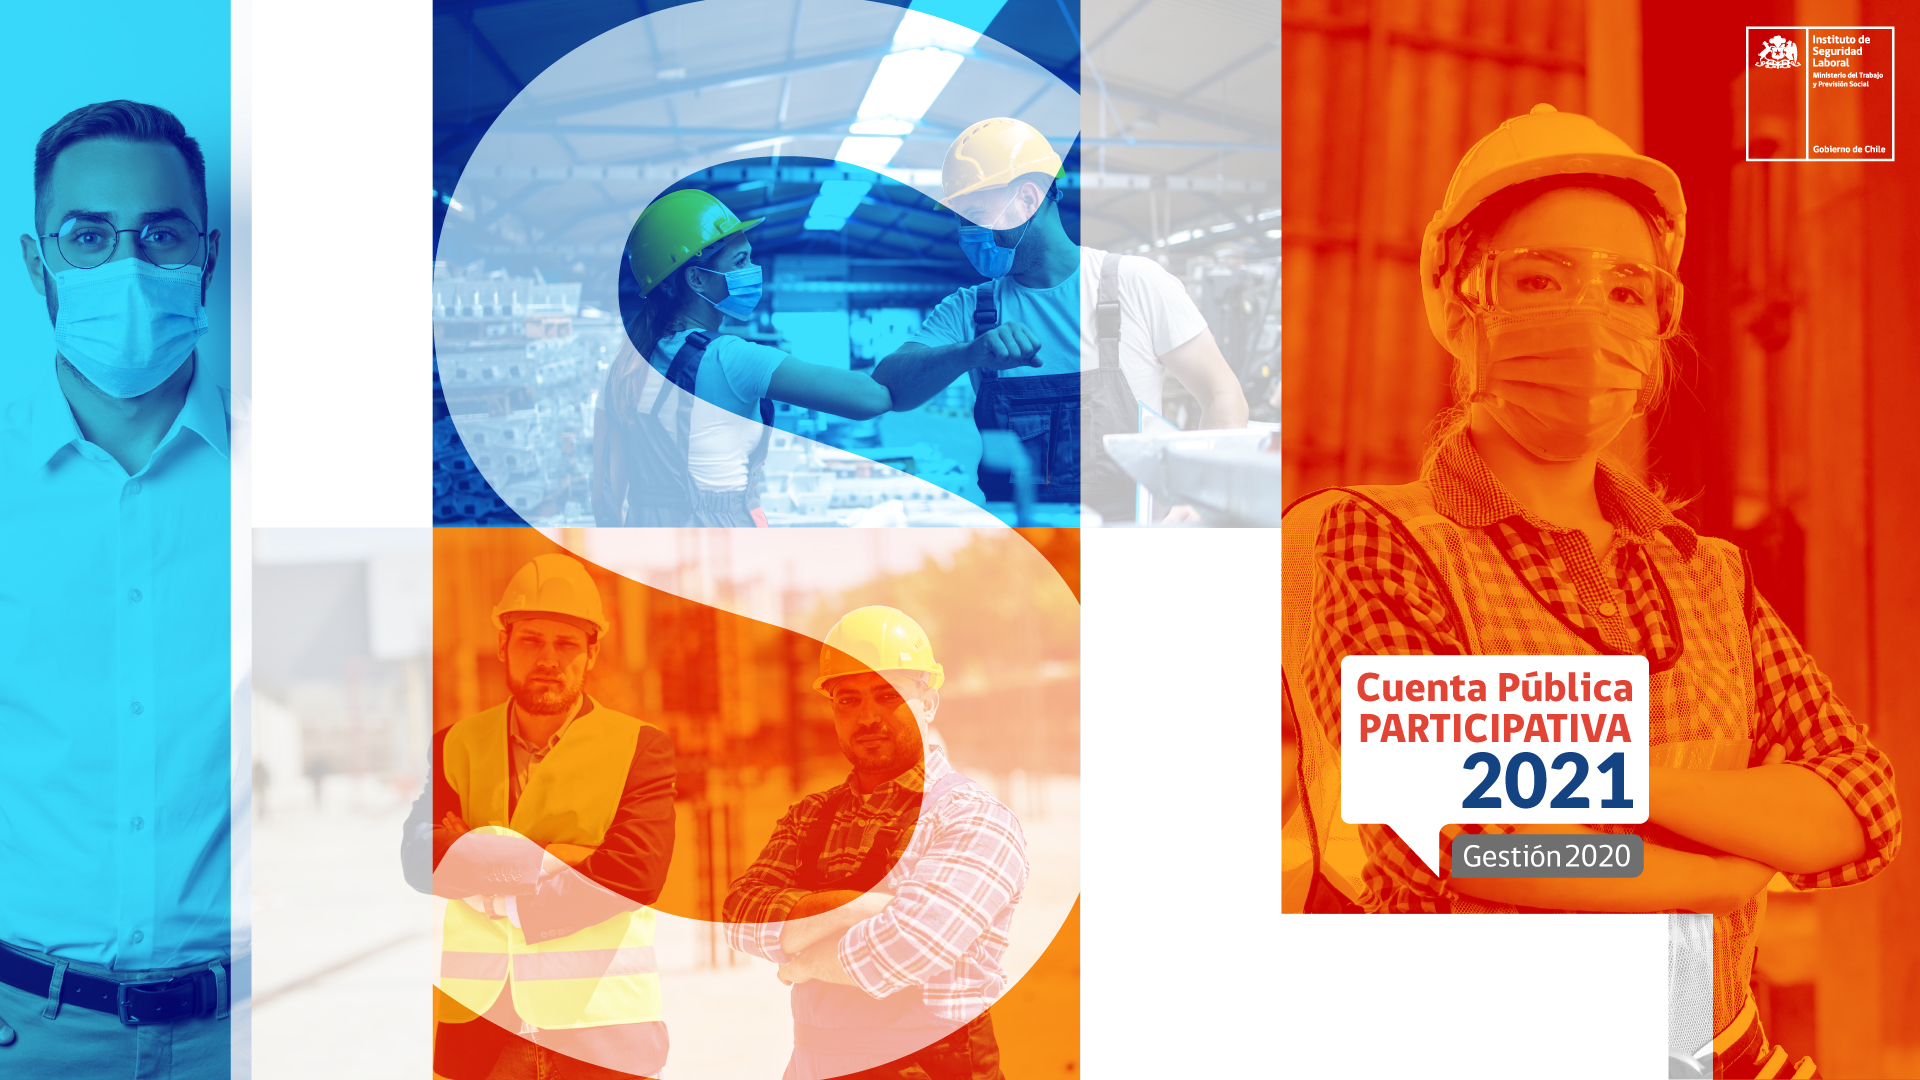 Instituto de
Seguridad
Laboral
Ministerio del Trabajo
y Previsión Social
Gobierno de Chile
Cuenta Pública
PARTICIPATIVA
2021
Gestión 2020